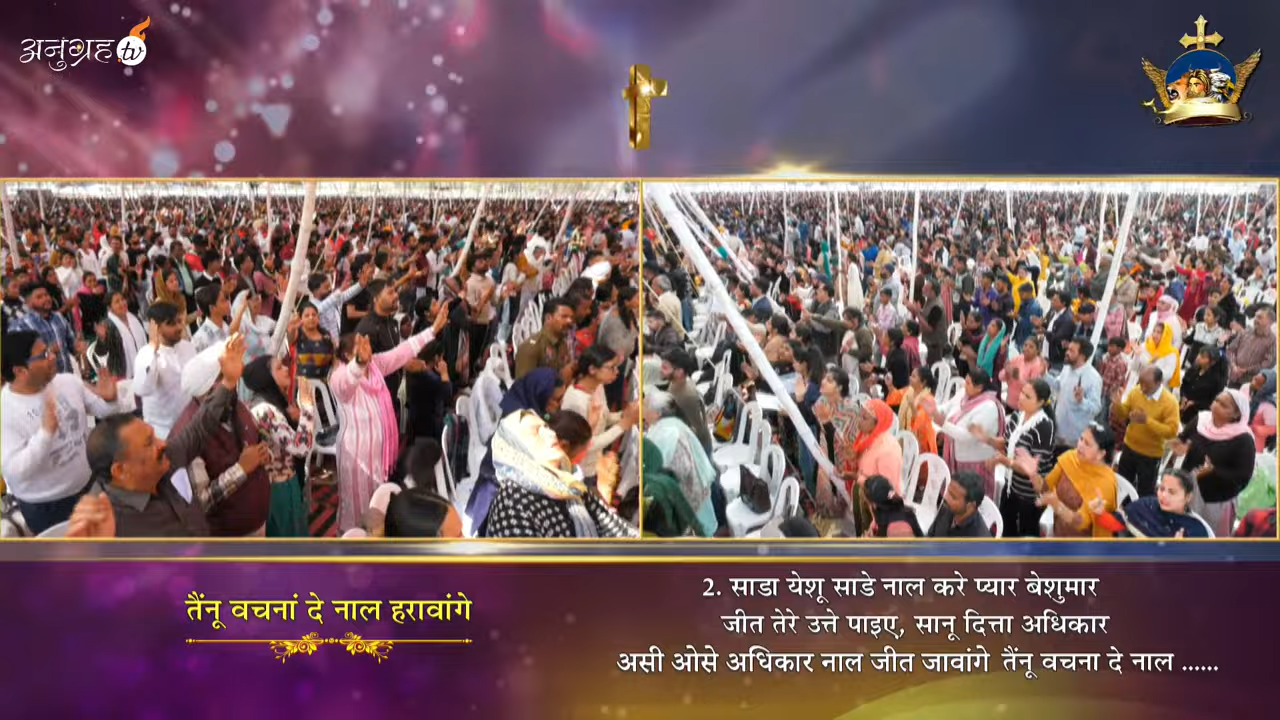 अनुग्रह tv
तैंनू वचनां दे नाल हरावांगे
2. साडा येशू साडे नाल करे प्यार बेशुमार
जीत तेरे उत्ते पाइए, सानू दित्ता अधिकार
असी ओसे अधिकार नाल जीत जावांगे तैंनू वचना दे नाल ......